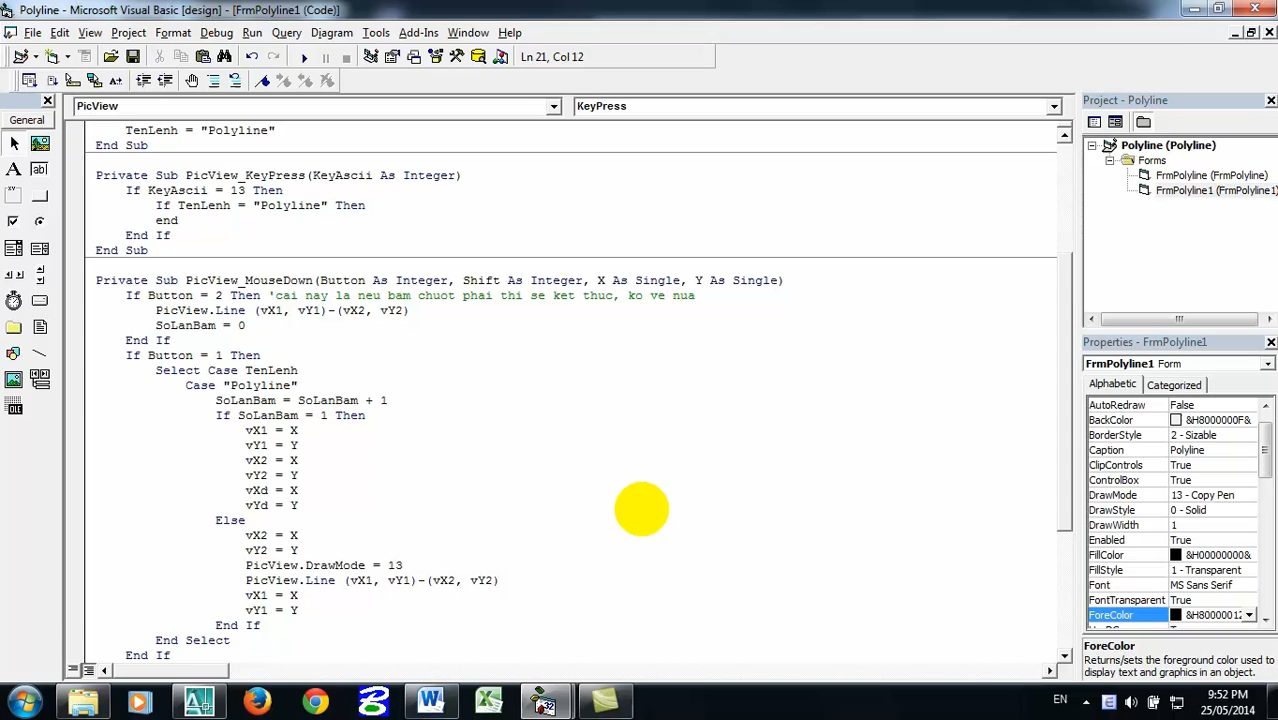 Polyline - Microsoft Visual Basic [design] - [FrmPolyline1 (Code)]
File Edit View Project Format Debug Run Query Diagram Tools Add-Ins Window Help
Ln 21, Col 12
General
PicView KeyPress
TenLenh = "Polyline"
End Sub
Private Sub PicView_KeyPress(KeyAscii As Integer)
If KeyAscii = 13 Then
If TenLenh = "Polyline" Then
end
End If
End Sub
Private Sub PicView_MouseDown(Button As Integer, Shift As Integer, X As Single, Y As Single)
If Button = 2 Then 'cai nay la neu bam chuot phai thi se ket thuc, ko ve nua
PicView.Line (vX1, vY1)-(vX2, vY2)
SoLanBam = 0
End If
If Button = 1 Then
Select Case TenLenh
Case "Polyline"
SoLanBam = SoLanBam + 1
If SoLanBam = 1 Then
vX1 = X
vY1 = Y
vX2 = X
vY2 = Y
vXd = X
vYd = Y
Else
vX2 = X
vY2 = Y
PicView.DrawMode = 13
PicView.Line (vX1, vY1)-(vX2, vY2)
vX1 = X
vY1 = Y
End If
End Select
End If
Project - Polyline
Polyline (Polyline)
Forms
FrmPolyline (FrmPolyline)
FrmPolyline1 (FrmPolyline1)
Properties - FrmPolyline1
FrmPolyline1 Form
Alphabetic Categorized
AutoRedraw False
BackColor &H8000000F&
BorderStyle 2 - Sizable
Caption Polyline
ClipControls True
ControlBox True
DrawMode 13 - Copy Pen
DrawStyle 0 - Solid
DrawWidth 1
Enabled True
FillColor &H00000000&
FillStyle 1 - Transparent
Font MS Sans Serif
FontTransparent True
ForeColor &H80000012
ForeColor
Returns/sets the foreground color used to
display text and graphics in an object.
EN
9:52 PM
25/05/2014